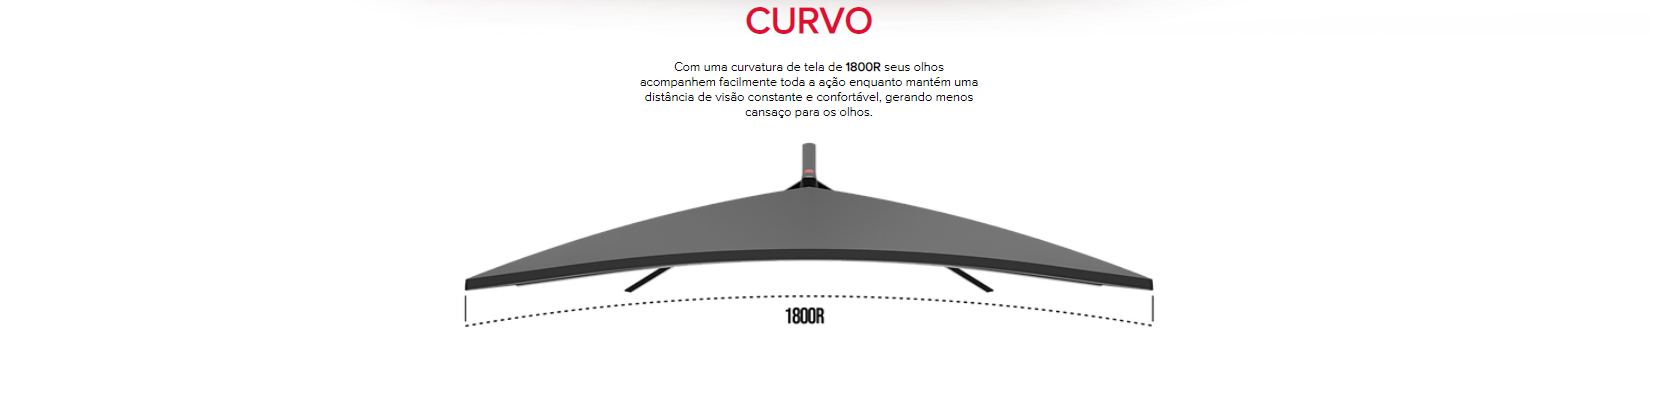 CURVO
Com uma curvatura de tela de 1800R seus olhos
acompanhem facilmente toda a ação enquanto mantém uma
distância de visão constante e confortável, gerando menos
cansaço para os olhos.
1800R